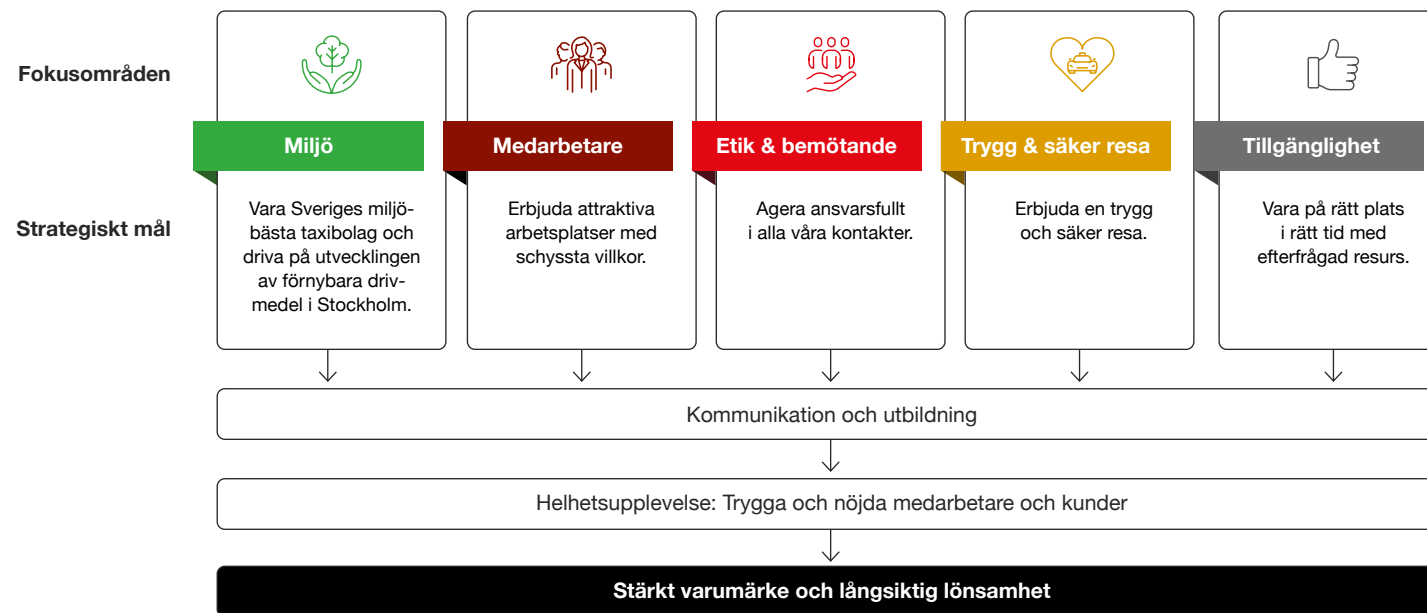 Fokusområden
Miljö
Medarbetare
Etik & bemötande
Trygg & säker resa
Tillgänglighet
Strategiskt mål
Vara Sveriges miljö-
bästa taxibolag och
driva på utvecklingen
av förnybara driv-
medel i Stockholm.
Erbjuda attraktiva
arbetsplatser med
schyssta villkor.
Agera ansvarsfullt
i alla våra kontakter.
Erbjuda en trygg
och säker resa.
Vara på rätt plats
i rätt tid med
efterfrågad resurs.
Kommunikation och utbildning
Helhetsupplevelse: Trygga och nöjda medarbetare och kunder
Stärkt varumärke och långsiktig lönsamhet